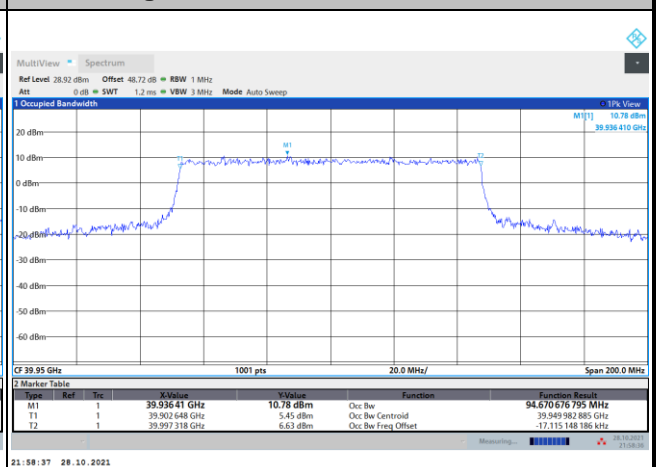 MultiView Spectrum
Ref Level 28.92 dBm Offset 48.72 dB RBW 1 MHz
Att 0 dB SWT 1.2 ms VBW 3 MHz Mode Auto Sweep
1 Occupied Bandwidth 1Pk View
M1[1] 10.78 dBm
39.936 410 GHz
20 dBm
M1
10 dBm
T1
T2
0 dBm
-10 dBm
-20 dBm
-40 dBm
-50 dBm
-60 dBm
CF 39.95 GHz 1001 pts 20.0 MHz/ Span 200.0 MHz
2 Marker Table
Type Ref Trc X-Value Y-Value Function Function Result
M1 1 39.936 41 GHz 10.78 dBm Occ Bw 94.670 676 795 MHz
T1 1 39.902 648 GHz 5.45 dBm Occ Bw Centroid 39.949 982 885 GHz
T2 1 39.997 318 GHz 6.63 dBm Occ Bw Freq Offset -17.115 148 186 kHz
Measuring... 28.10.2021
21:58:36
21:58:37 28.10.2021